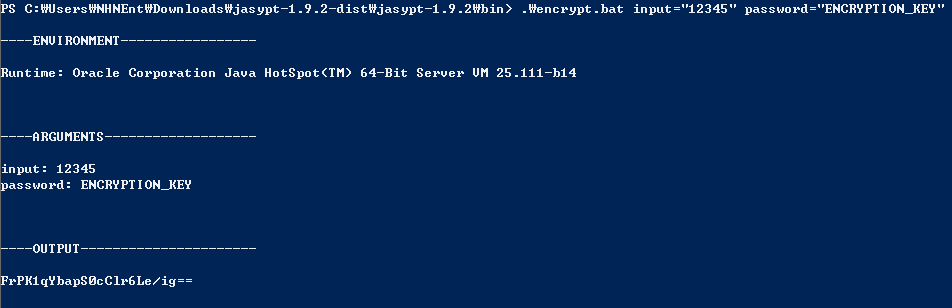 PS C:₩Users₩NHNEnt₩Downloads₩jasypt-1.9.2-dist₩jasypt-1.9.2₩bin> .₩encrypt.bat input="12345" password="ENCRYPTION_KEY"
----ENVIRONMENT-----------------
Runtime: Oracle Corporation Java HotSpot(TM) 64-Bit Server VM 25.111-b14
----ARGUMENTS-------------------
input: 12345
password: ENCRYPTION_KEY
----OUTPUT----------------------
FrPK1qYbapS0cClr6Le/ig==